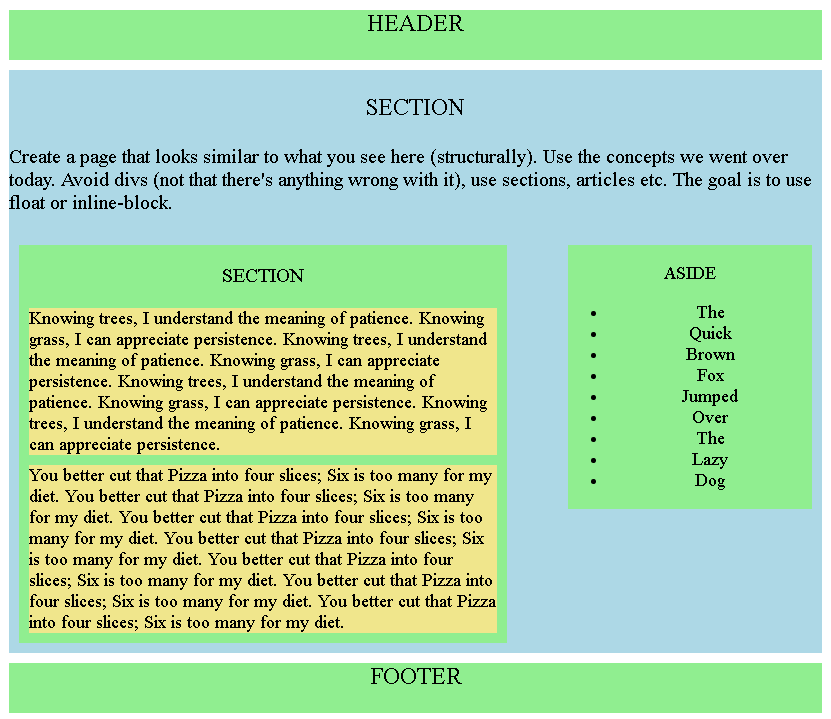 HEADER
SECTION
Create a page that looks similar to what you see here (structurally). Use the concepts we went over
today. Avoid divs (not that there's anything wrong with it), use sections, articles etc. The goal is to use
float or inline-block.
SECTION
Knowing trees, I understand the meaning of patience. Knowing
grass, I can appreciate persistence. Knowing trees, I understand
the meaning of patience. Knowing grass, I can appreciate
persistence. Knowing trees, I understand the meaning of
patience. Knowing grass, I can appreciate persistence. Knowing
trees, I understand the meaning of patience. Knowing grass, I
can appreciate persistence.
You better cut that Pizza into four slices; Six is too many for my
diet. You better cut that Pizza into four slices; Six is too many
for my diet. You better cut that Pizza into four slices; Six is too
many for my diet. You better cut that Pizza into four slices; Six
is too many for my diet. You better cut that Pizza into four
slices; Six is too many for my diet. You better cut that Pizza into
four slices; Six is too many for my diet. You better cut that Pizza
into four slices; Six is too many for my diet.
ASIDE
• The
• Quick
• Brown
• Fox
• Jumped
• Over
• The
• Lazy
• Dog
FOOTER